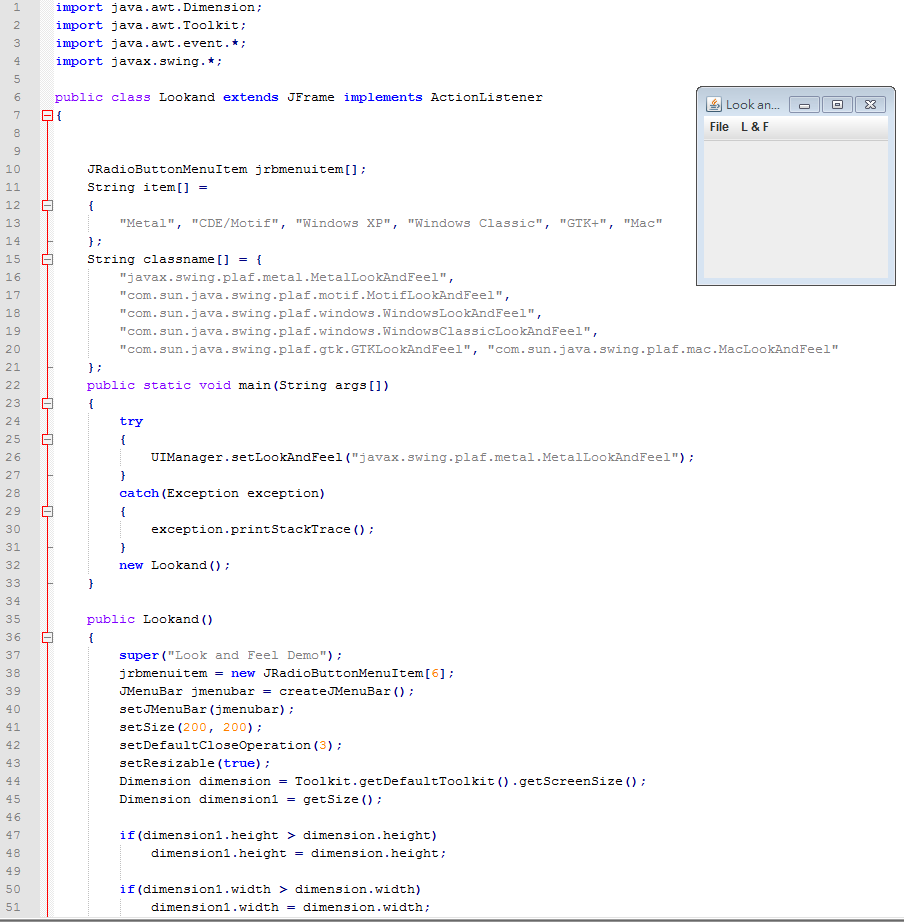 1 import java.awt.Dimension;
2 import java.awt.Toolkit;
3 import java.awt.event.*;
4 import javax.swing.*;
5
6 public class Lookand extends JFrame implements ActionListener
7 {
8
9
10 JRadioButtonMenuItem jrbmenuitem[];
11 String item[] =
12 {
13 "Metal", "CDE/Motif", "Windows XP", "Windows Classic", "GTK+", "Mac"
14 };
15 String classname[] = {
16 "javax.swing.plaf.metal.MetalLookAndFeel",
17 "com.sun.java.swing.plaf.motif.MotifLookAndFeel",
18 "com.sun.java.swing.plaf.windows.WindowsLookAndFeel",
19 "com.sun.java.swing.plaf.windows.WindowsClassicLookAndFeel",
20 "com.sun.java.swing.plaf.gtk.GTKLookAndFeel", "com.sun.java.swing.plaf.mac.MacLookAndFeel"
21 };
22 public static void main(String args[])
23 {
24 try
25 {
26 UIManager.setLookAndFeel("javax.swing.plaf.metal.MetalLookAndFeel");
27 }
28 catch(Exception exception)
29 {
30 exception.printStackTrace();
31 }
32 new Lookand();
33 }
34
35 public Lookand()
36 {
37 super("Look and Feel Demo");
38 jrbmenuitem = new JRadioButtonMenuItem[6];
39 JMenuBar jmenubar = createJMenuBar();
40 setJMenuBar(jmenubar);
41 setSize(200, 200);
42 setDefaultCloseOperation(3);
43 setResizable(true);
44 Dimension dimension = Toolkit.getDefaultToolkit().getScreenSize();
45 Dimension dimension1 = getSize();
46
47 if(dimension1.height > dimension.height)
48 dimension1.height = dimension.height;
49
50 if(dimension1.width > dimension.width)
51 dimension1.width = dimension.width;
Look an...
File L & F